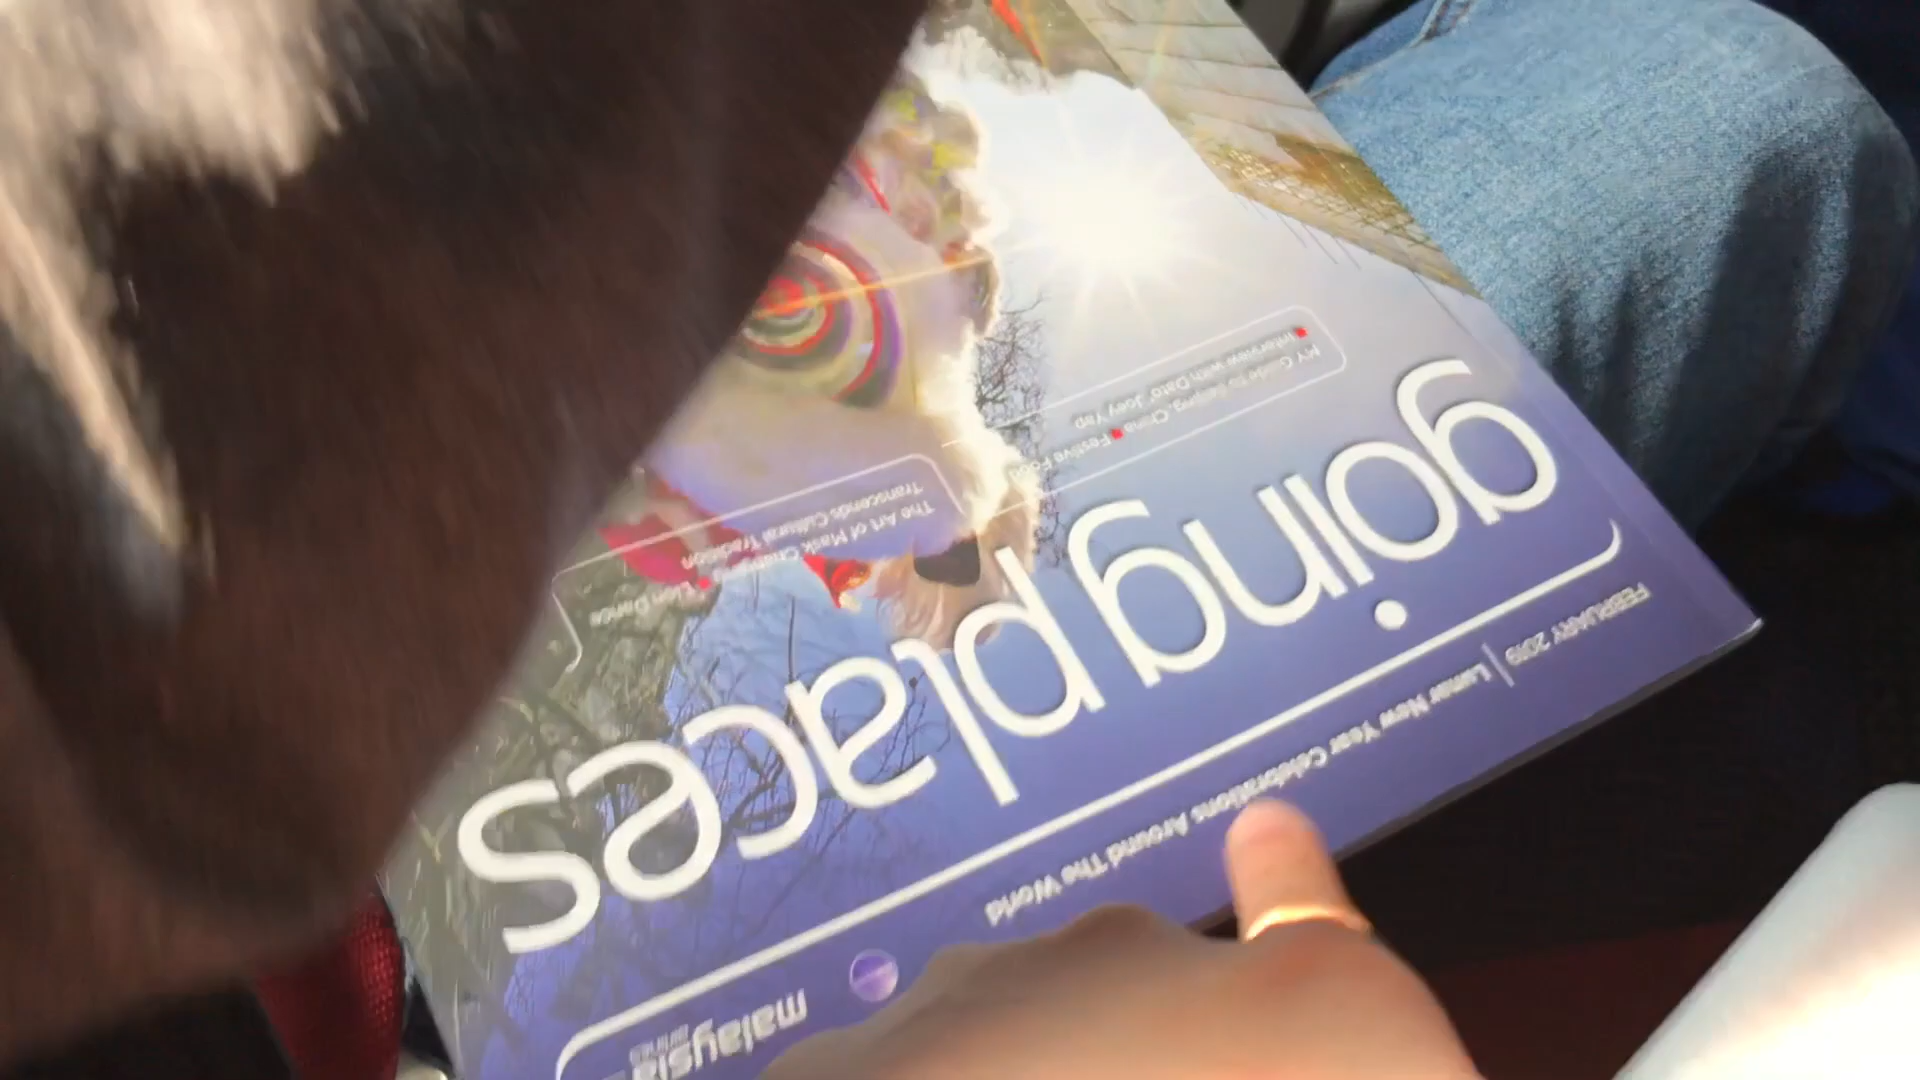 malaysia
airlines
FEBRUARY 2019 | Lunar New Year Celebrations Around The World
going places
MY Guide to Beijing, China ■ Festive Food
■ Interview with Dato' Joey Yap
The Art of Mask Changing ■ Lion Dance
Transcends Cultural Tradition